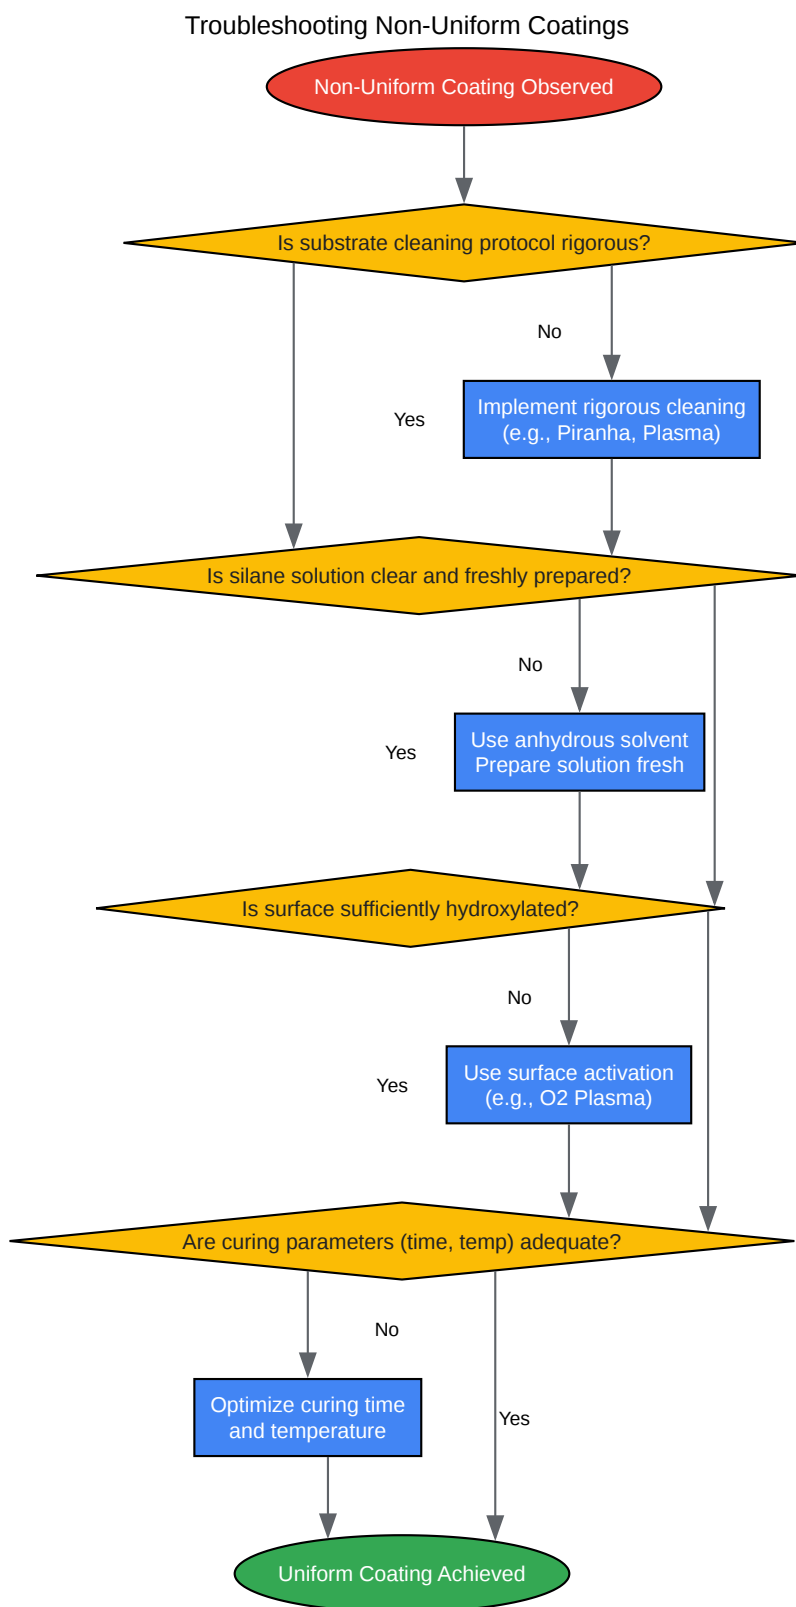 Troubleshooting Non-Uniform Coatings
Non-Uniform Coating Observed
Is substrate cleaning protocol rigorous?
No
Yes
Implement rigorous cleaning
(e.g., Piranha, Plasma)
Is silane solution clear and freshly prepared?
No
Yes
Use anhydrous solvent
Prepare solution fresh
Is surface sufficiently hydroxylated?
No
Yes
Use surface activation
(e.g., O2 Plasma)
Are curing parameters (time, temp) adequate?
No
Optimize curing time
and temperature
Yes
Uniform Coating Achieved